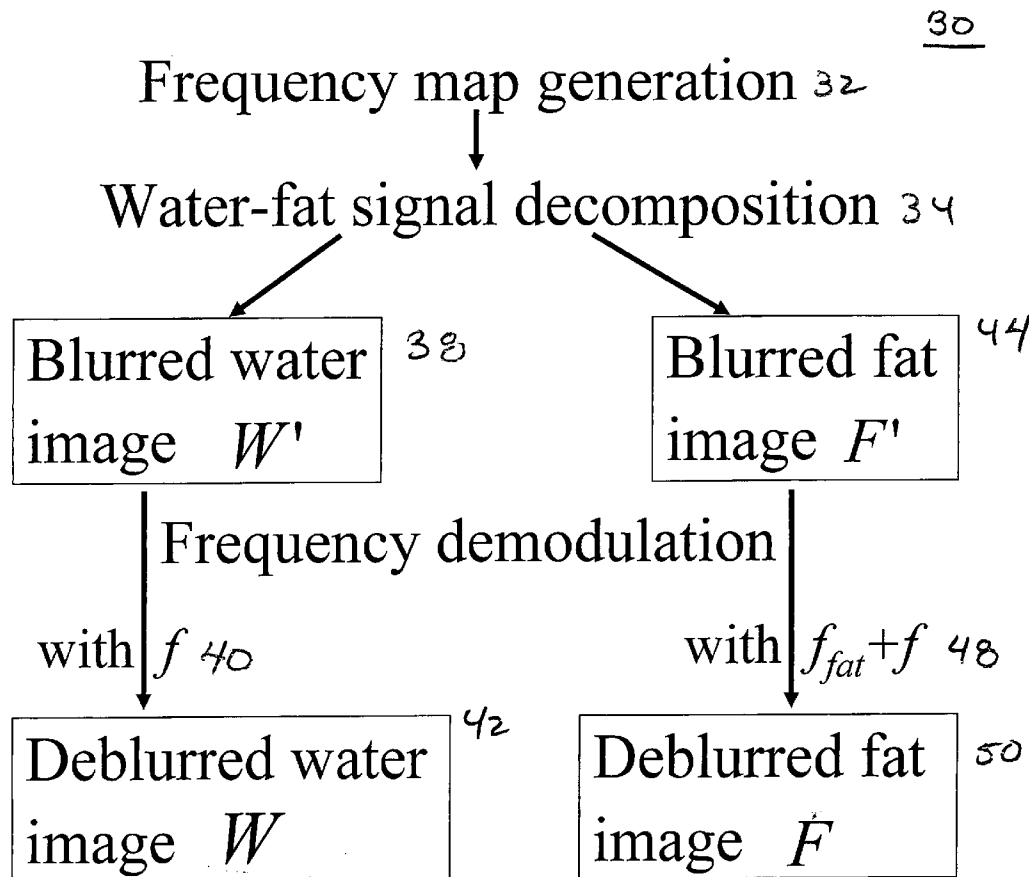 30
Frequency map generation 32
Water-fat signal decomposition 34
Blurred water
image W' 38
Blurred fat
image F' 44
Frequency demodulation
with f 40
with f_fat+f 48
Deblurred water
image W 42
Deblurred fat
image F 50